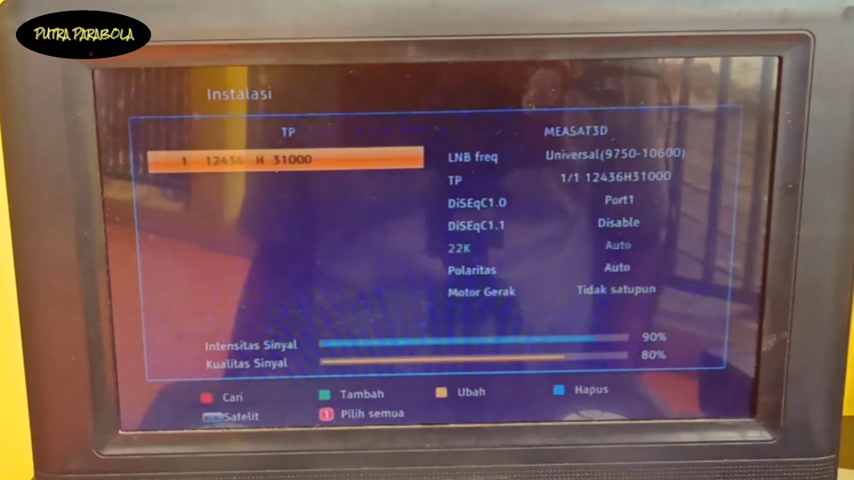 PUTRA PARABOLA
Instalasi
TP
MEASAT3D
1 12436 H 31000
LNB freq Universal(9750-10600)
TP 1/1 12436H31000
DiSEqC1.0 Port1
DiSEqC1.1 Disable
22K Auto
Polaritas Auto
Motor Gerak Tidak satupun
Intensitas Sinyal 90%
Kualitas Sinyal 80%
Cari Tambah Ubah Hapus
Satelit 1 Pilih semua